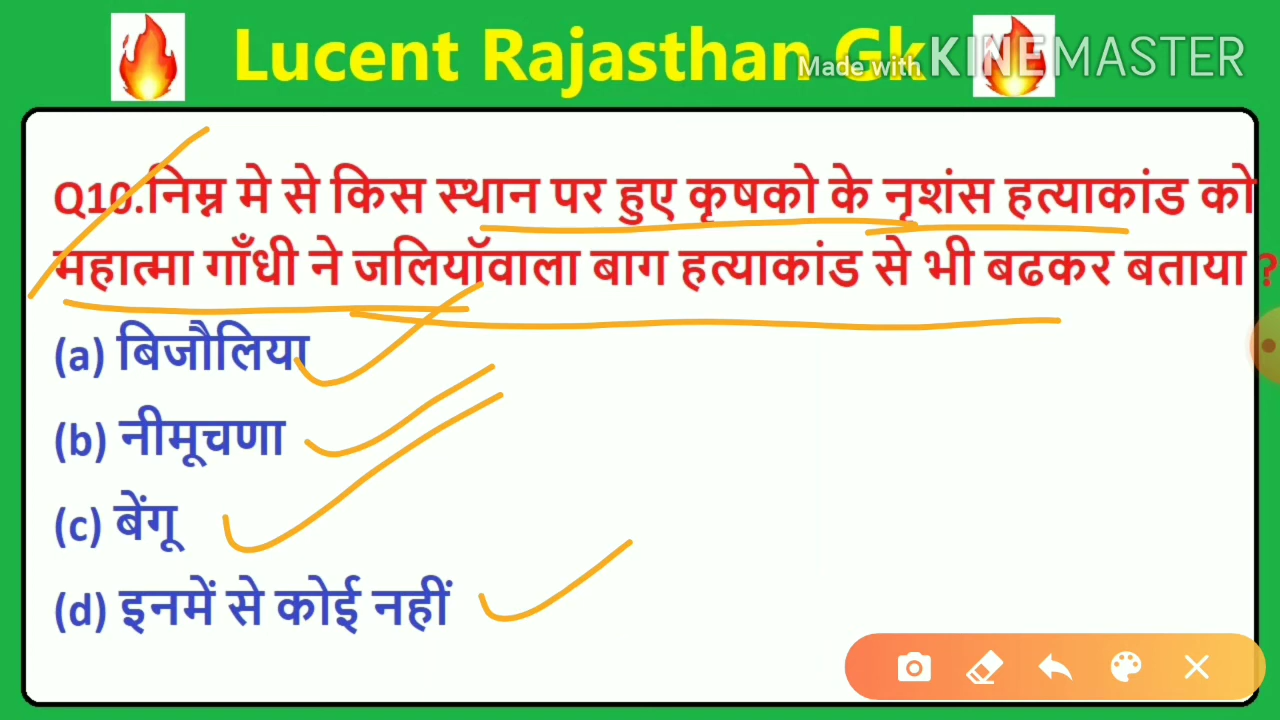 Lucent Rajasthan Gk
Made with KINEMASTER
Q10.निम्न मे से किस स्थान पर हुए कृषको के नृशंस हत्याकांड को
महात्मा गाँधी ने जलियॉवाला बाग हत्याकांड से भी बढकर बताया ?
(a) बिजौलिया
(b) नीमूचणा
(c) बेंगू
(d) इनमें से कोई नहीं